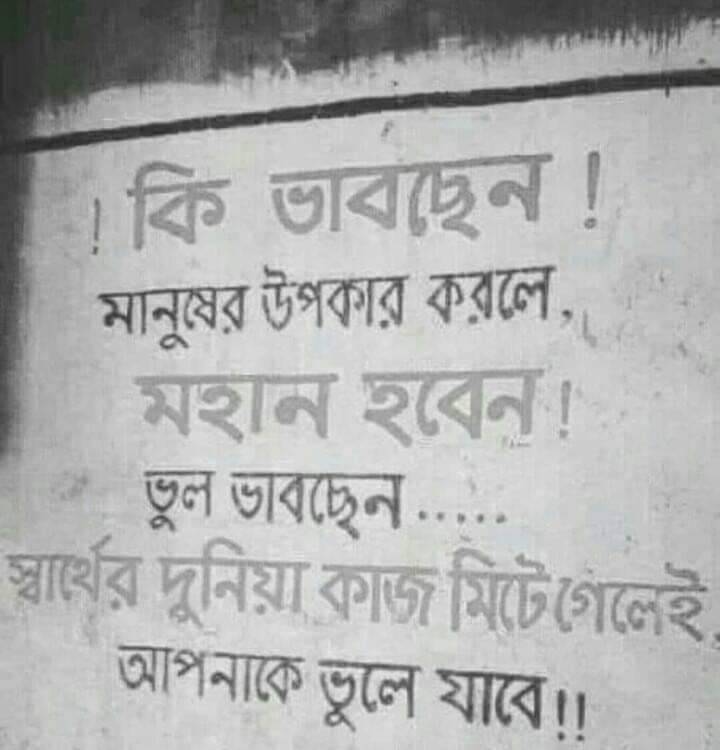 ! কি ভাবছেন !
মানুষের উপকার করলে,
মহান হবেন !
ভুল ভাবছেন .....
স্বার্থের দুনিয়া কাজ মিটে গেলেই,
আপনাকে ভুলে যাবে !!